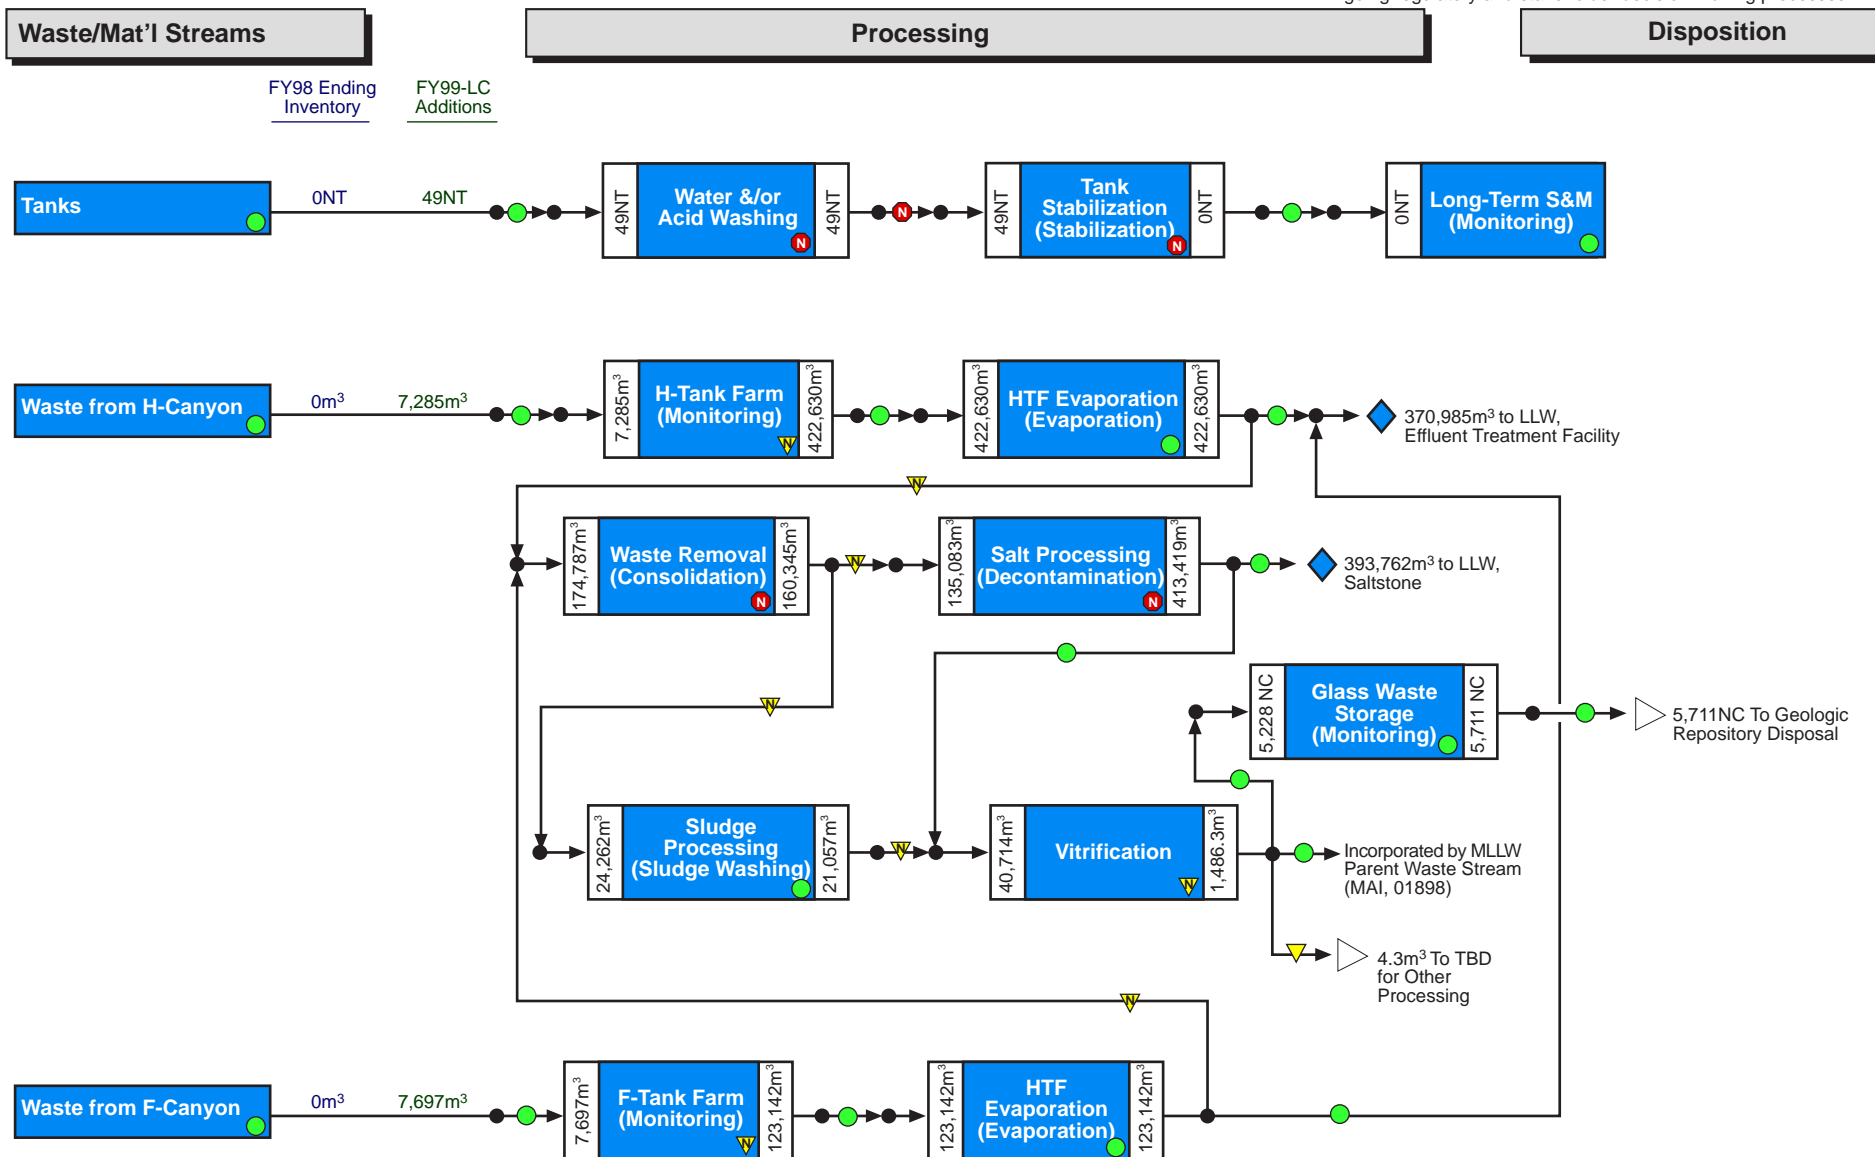 Waste/Mat'l Streams
Processing
Disposition
FY98 Ending
Inventory
FY99-LC
Additions
Tanks
0NT
49NT
49NT
Water &/or
Acid Washing
N
49NT
N
49NT
Tank
Stabilization
(Stabilization)
N
0NT
0NT
Long-Term S&M
(Monitoring)
Waste from H-Canyon
0m³
7,285m³
7,285m³
H-Tank Farm
(Monitoring)
N
422,630m³
422,630m³
HTF Evaporation
(Evaporation)
422,630m³
370,985m³ to LLW,
Effluent Treatment Facility
N
174,787m³
Waste Removal
(Consolidation)
N
160,345m³
N
135,083m³
Salt Processing
(Decontamination)
N
413,419m³
393,762m³ to LLW,
Saltstone
N
5,228 NC
Glass Waste
Storage
(Monitoring)
5,711 NC
5,711NC To Geologic
Repository Disposal
24,262m³
Sludge
Processing
(Sludge Washing)
21,057m³
N
40,714m³
Vitrification
N
1,486.3m³
Incorporated by MLLW
Parent Waste Stream
(MAI, 01898)
4.3m³ To TBD
for Other
Processing
N
Waste from F-Canyon
0m³
7,697m³
7,697m³
F-Tank Farm
(Monitoring)
N
123,142m³
123,142m³
HTF
Evaporation
(Evaporation)
123,142m³